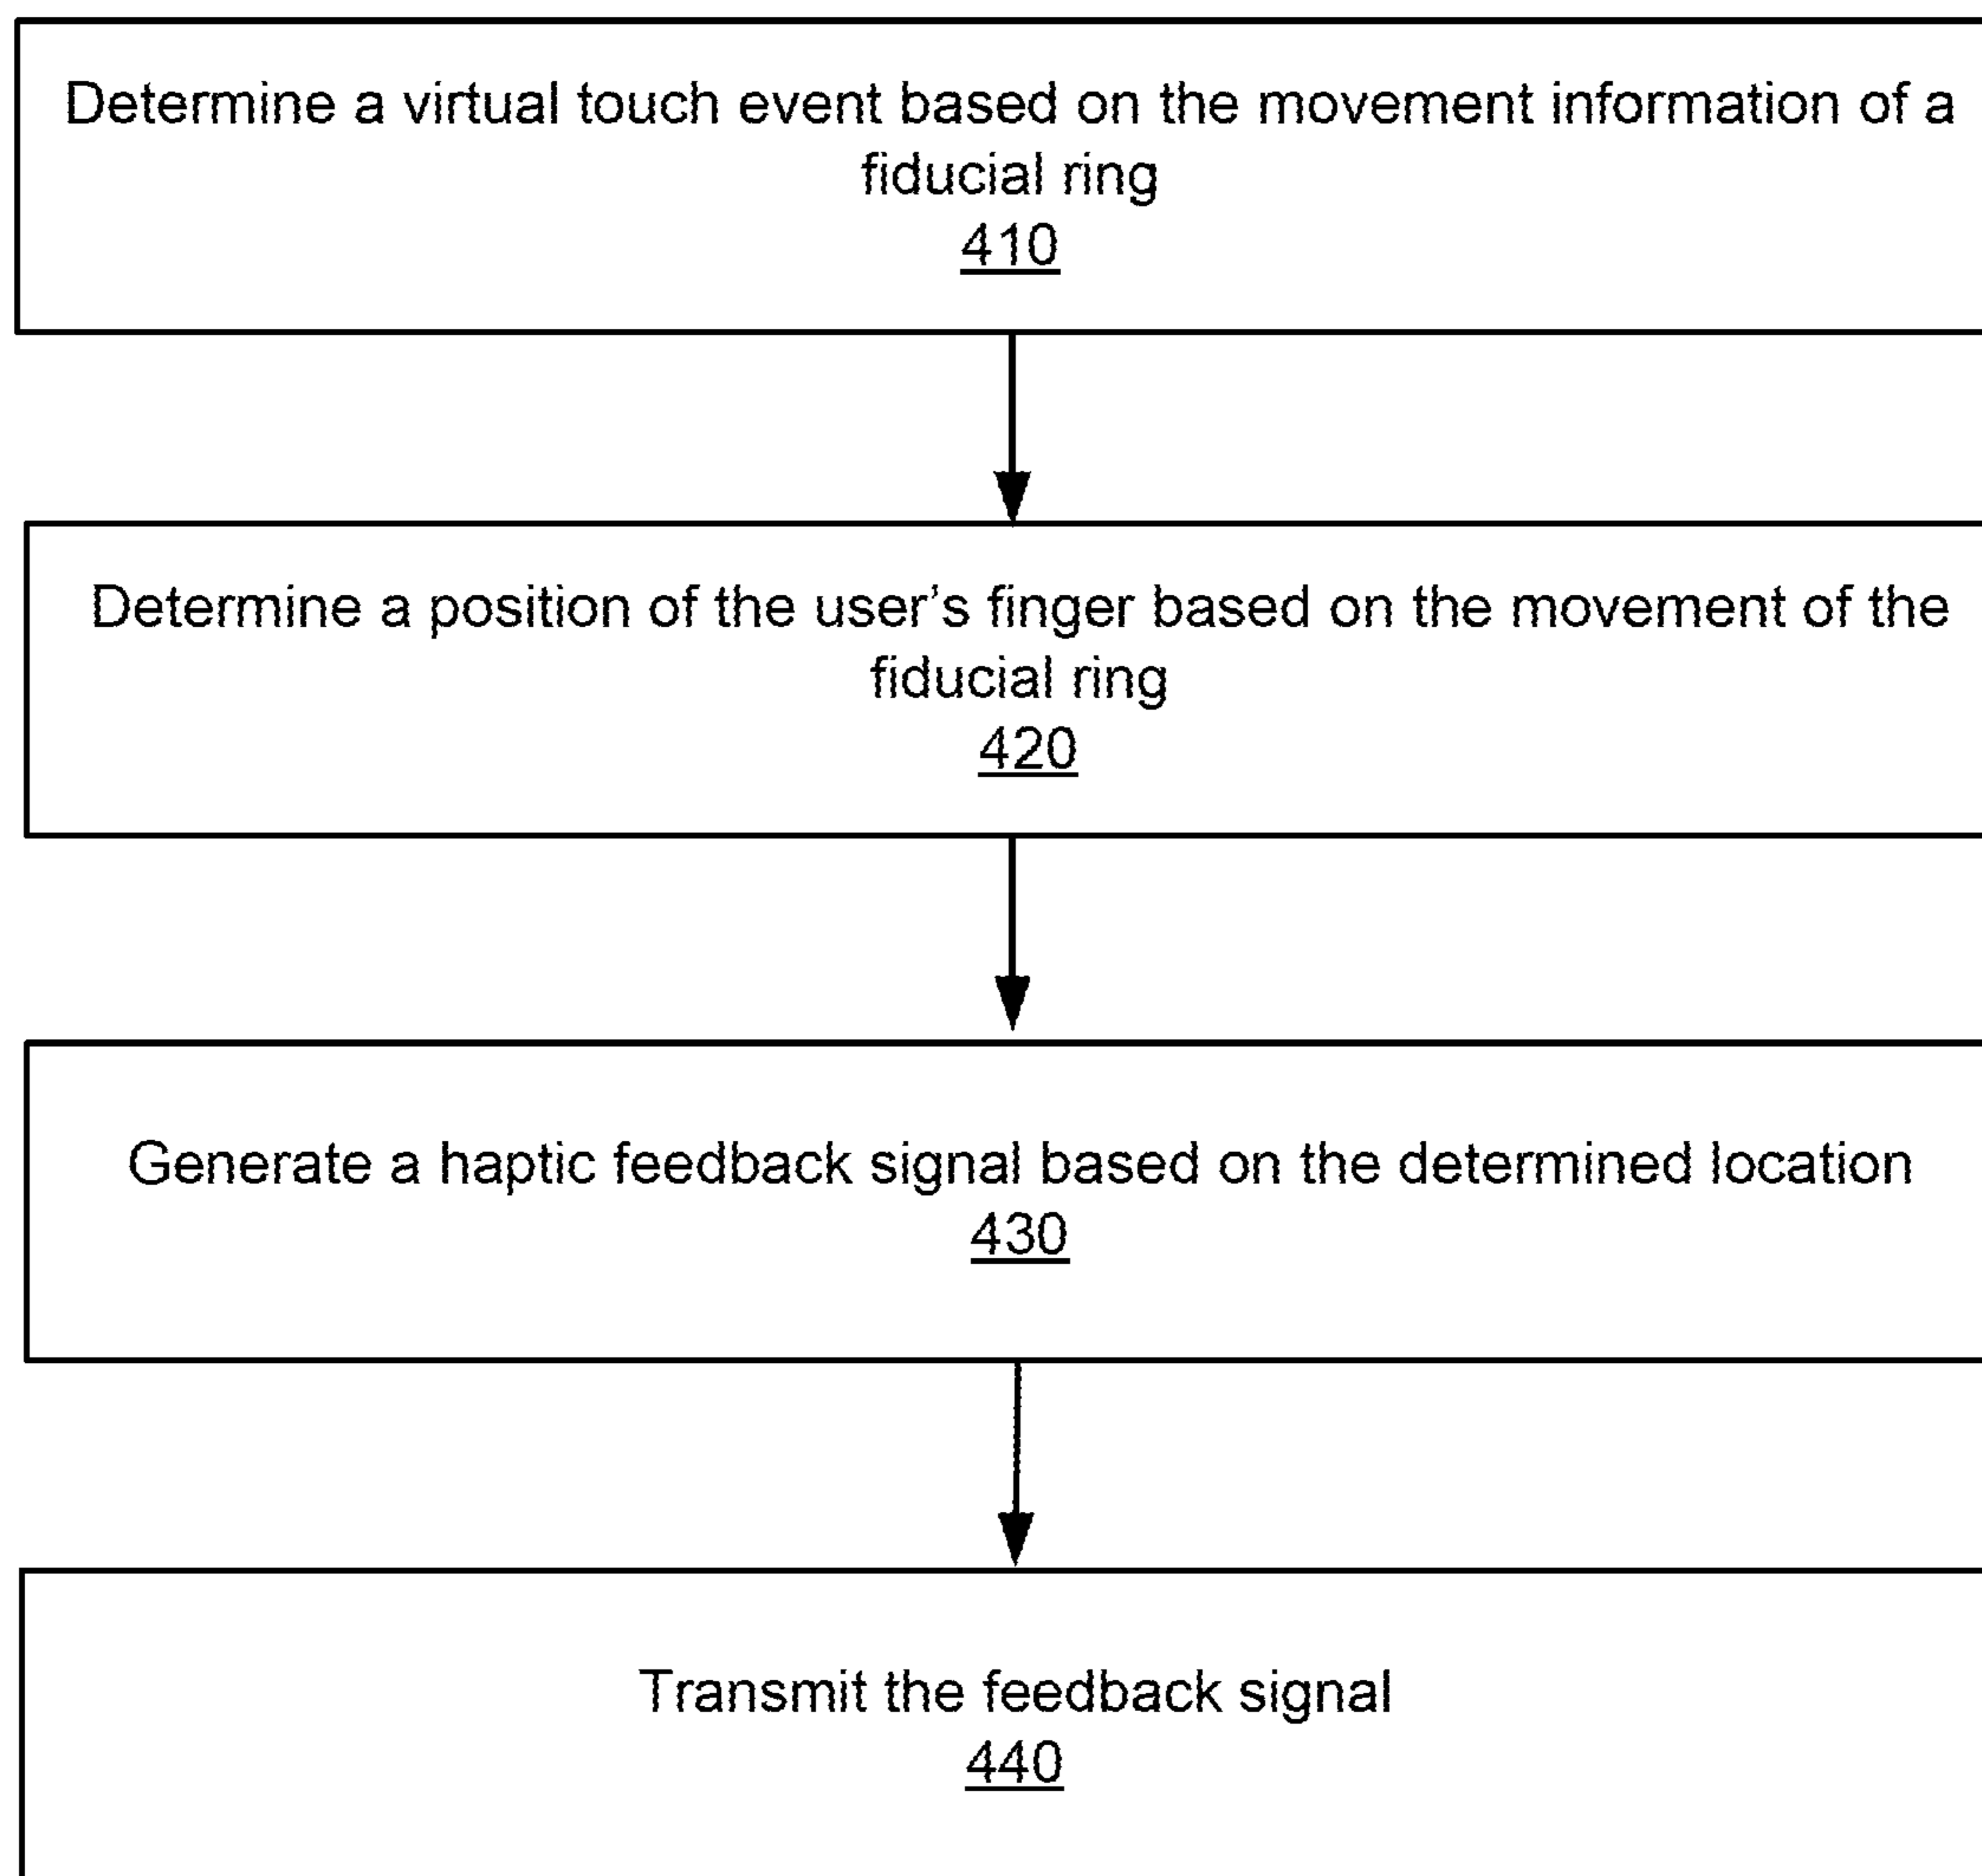 Determine a virtual touch event based on the movement information of a
fiducial ring
410
Determine a position of the user’s finger based on the movement of the
fiducial ring
420
Generate a haptic feedback signal based on the determined location
430
Transmit the feedback signal
440